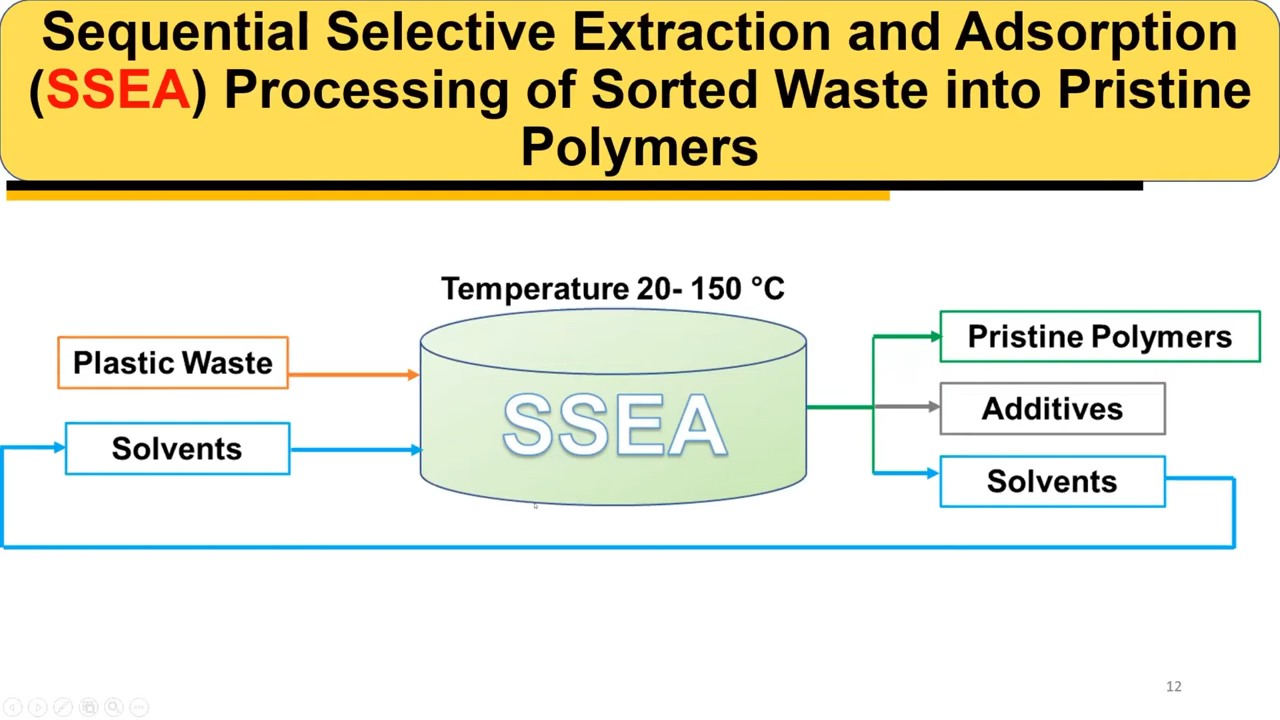 Sequential Selective Extraction and Adsorption
(SSEA) Processing of Sorted Waste into Pristine
Polymers
Temperature 20- 150 °C
Plastic Waste
Solvents
SSEA
Pristine Polymers
Additives
Solvents
12